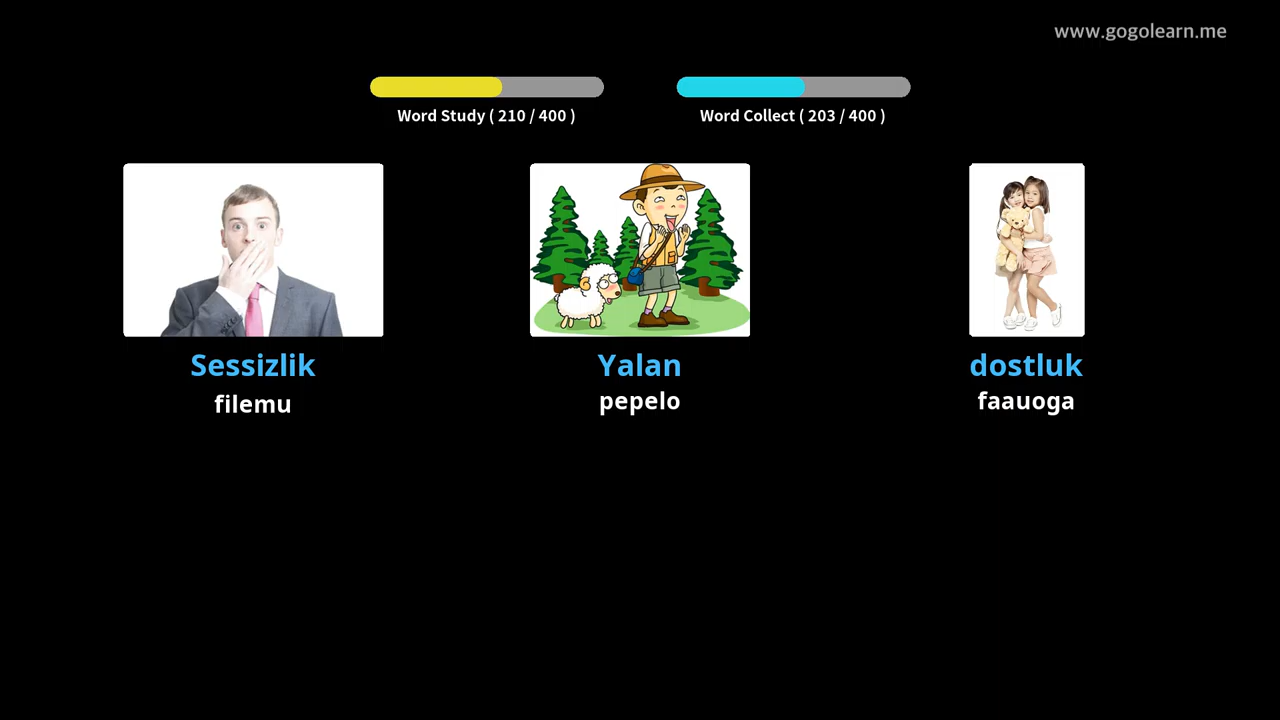 www.gogolearn.me
Word Study ( 210 / 400 )
Word Collect ( 203 / 400 )
Sessizlik
filemu
Yalan
pepelo
dostluk
faauoga